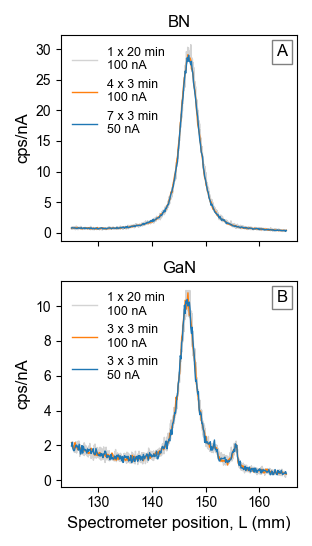 BN
A
1 x 20 min
100 nA
4 x 3 min
100 nA
7 x 3 min
50 nA
30
25
20
15
10
5
0
cps/nA
GaN
B
1 x 20 min
100 nA
3 x 3 min
100 nA
3 x 3 min
50 nA
10
8
6
4
2
0
cps/nA
130 140 150 160
Spectrometer position, L (mm)